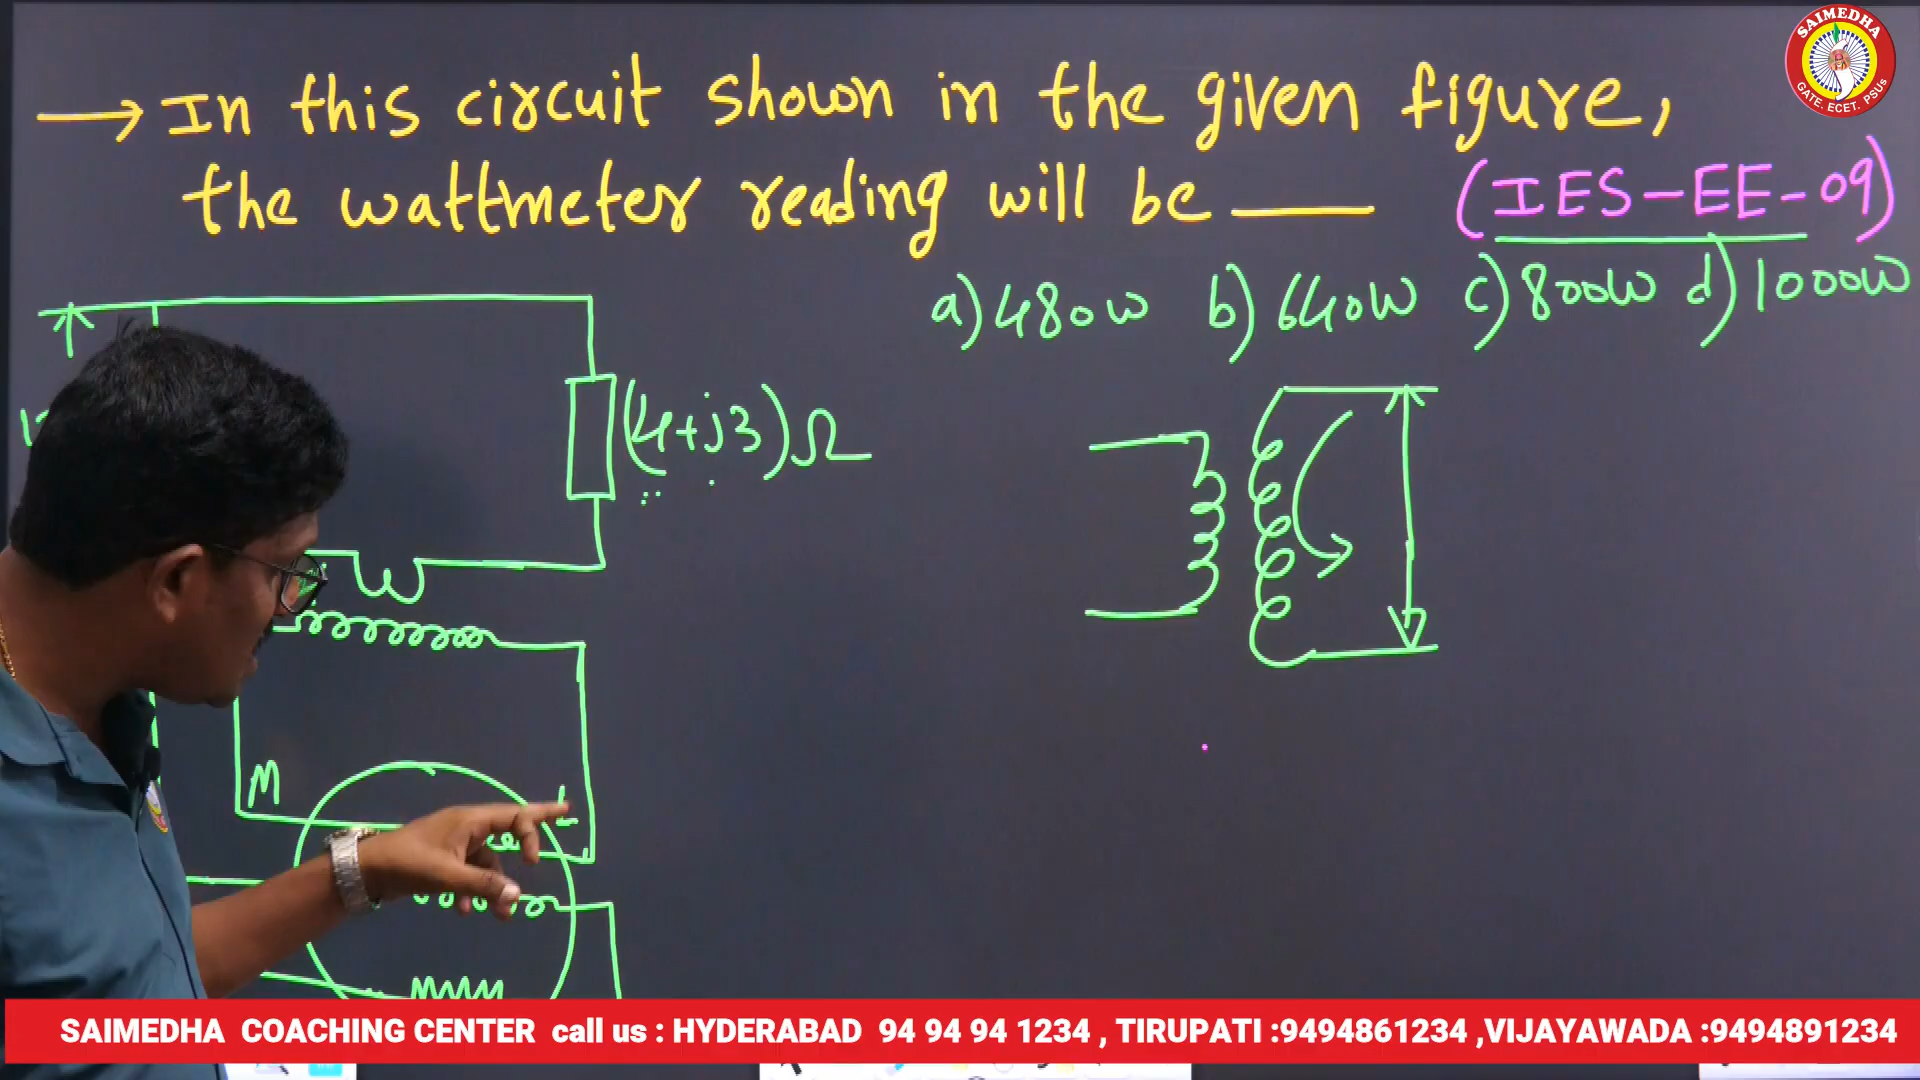 → In this circuit shown in the given figure,
the wattmeter reading will be ____ (IES-EE-09)
a) 480W b) 640W c) 800W d) 1000W
(4+j3)Ω
M
L
SAIMEDHA
GATE. ECET. PSUs
SAIMEDHA COACHING CENTER call us : HYDERABAD 94 94 94 1234 , TIRUPATI :9494861234 ,VIJAYAWADA :9494891234